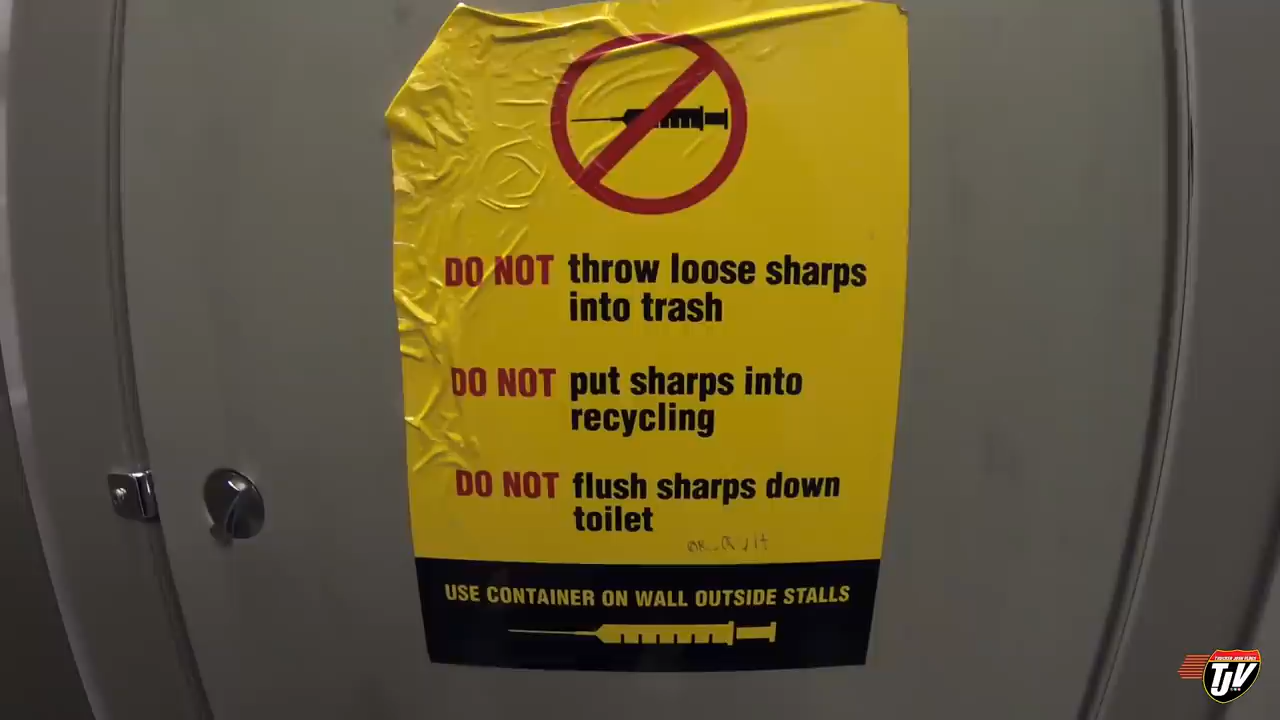 DO NOT throw loose sharps
into trash
DO NOT put sharps into
recycling
DO NOT flush sharps down
toilet
USE CONTAINER ON WALL OUTSIDE STALLS
TJV